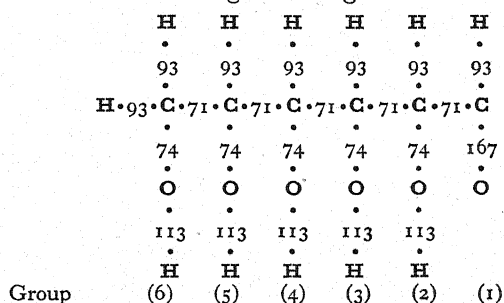 H H H H H H
93 93 93 93 93 93
H·93·C·71·C·71·C·71·C·71·C·71·C
74 74 74 74 74 167
O O O O O O
113 113 113 113 113
H H H H H
Group (6) (5) (4) (3) (2) (1)